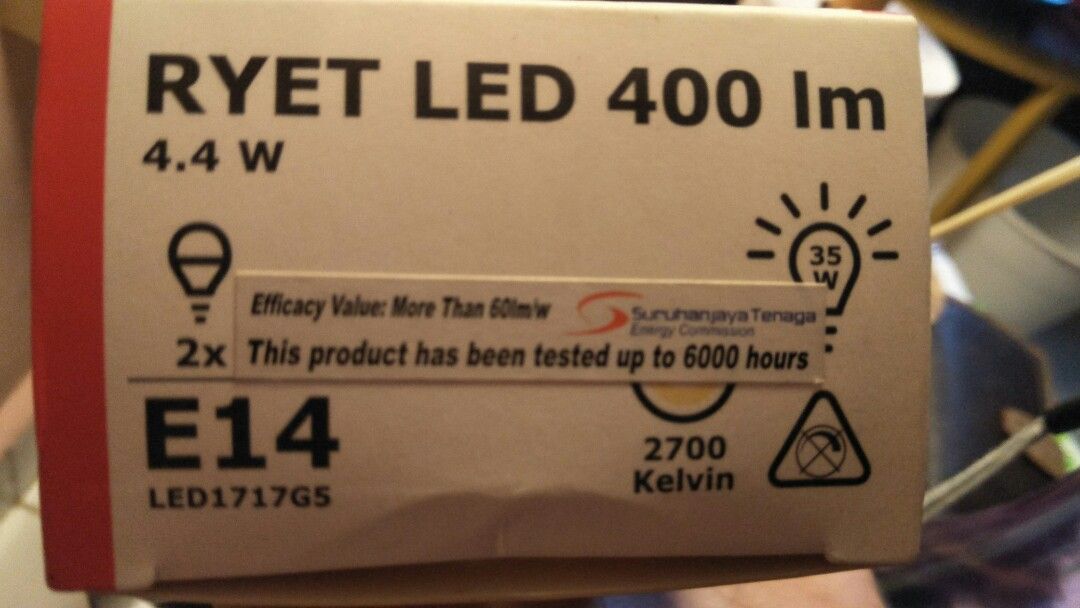 RYET LED 400 lm
4.4 W
35
W
Efficacy Value: More Than 60lm/w
Suruhanjaya Tenaga
Energy Commission
2x
This product has been tested up to 6000 hours
E14
LED1717G5
2700
Kelvin